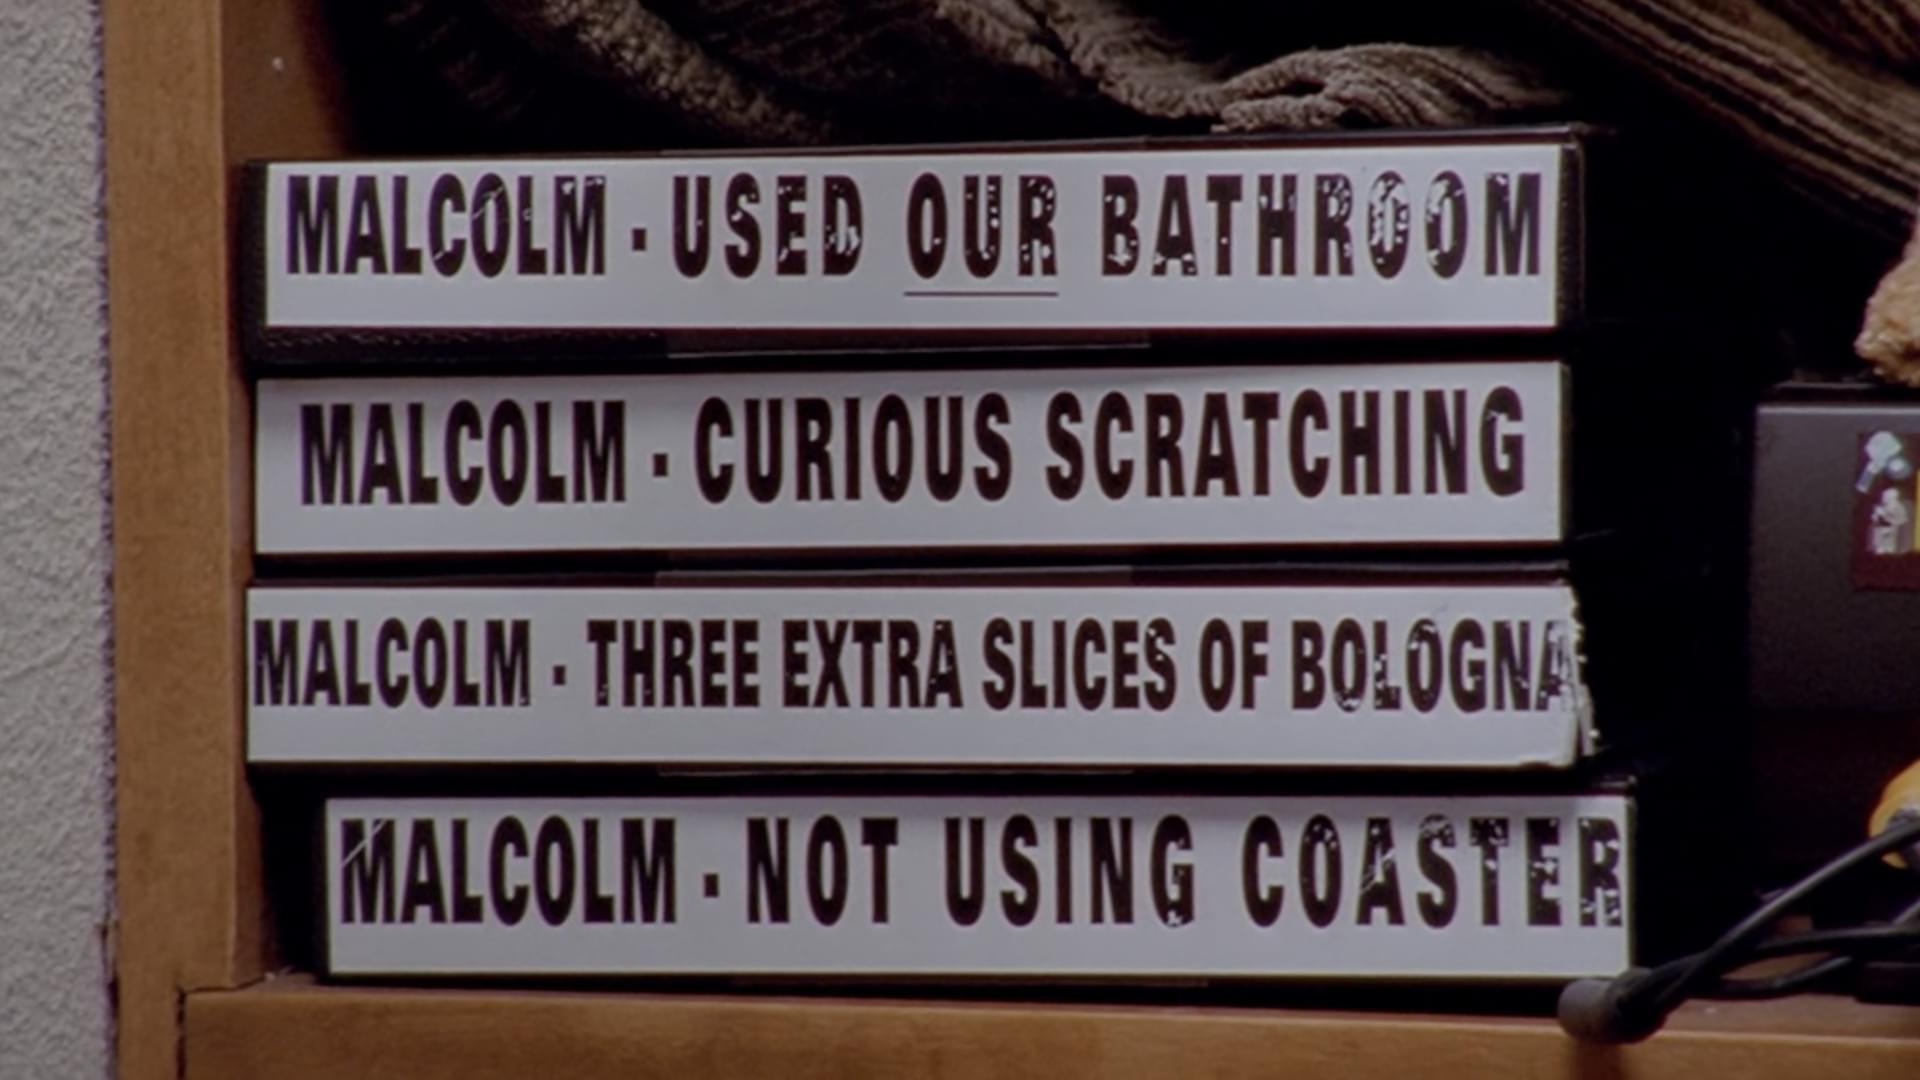 MALCOLM - USED OUR BATHROOM
MALCOLM - CURIOUS SCRATCHING
MALCOLM - THREE EXTRA SLICES OF BOLOGNA
MALCOLM - NOT USING COASTER